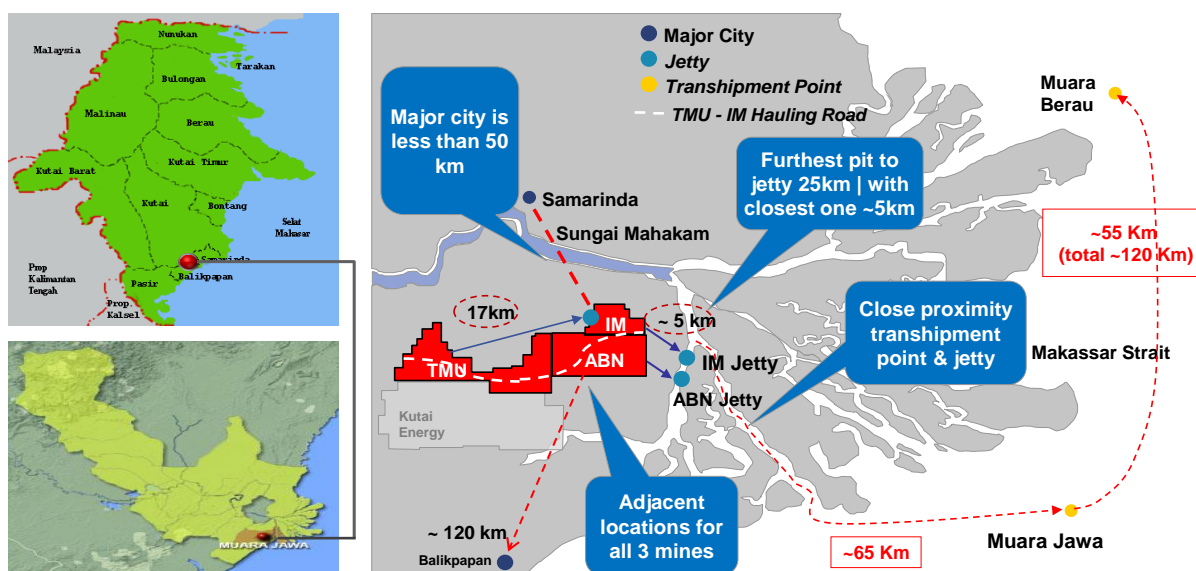 Malaysia
Nunukan
Tarakan
Bulongan
Malinau
Berau
Kutai Timur
Kutai Barat
Kutai
Bontang
Selat
Makasar
Samarinda
Balikpapan
Prop
Kalimantan
Tengah
Pasir
Prop.
Kalsel
MUARA JAWA
Major City
Jetty
Transhipment Point
TMU - IM Hauling Road
Major city is
less than 50
km
Furthest pit to
jetty 25km | with
closest one ~5km
Muara
Berau
Samarinda
Sungai Mahakam
~55 Km
(total ~120 Km)
17km
IM
~ 5 km
Close proximity
transhipment
point & jetty
Makassar Strait
TMU
ABN
IM Jetty
ABN Jetty
Kutai
Energy
Adjacent
locations for
all 3 mines
~ 120 km
Balikpapan
~65 Km
Muara Jawa